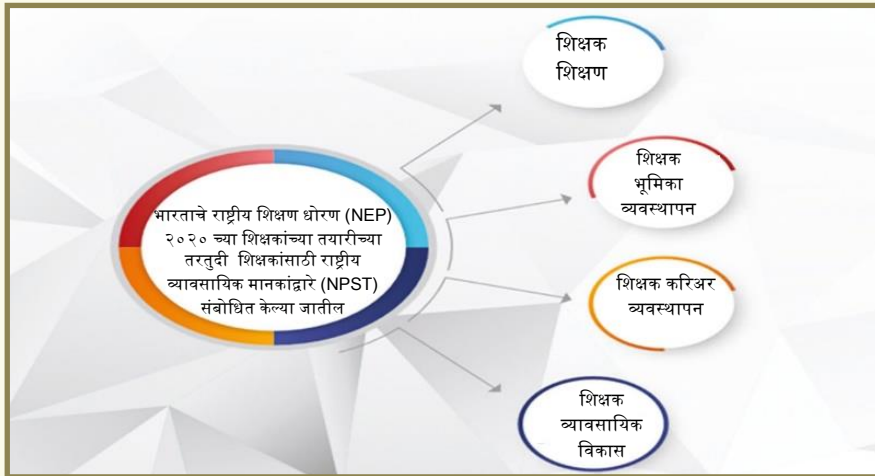 शिक्षक
शिक्षण
शिक्षक
भूमिका
व्यवस्थापन
भारताचे राष्ट्रीय शिक्षण धोरण (NEP)
२०२० च्या शिक्षकांच्या तयारीच्या
तरतुदी शिक्षकांसाठी राष्ट्रीय
व्यावसायिक मानकांद्वारे (NPST)
संबोधित केल्या जातील
शिक्षक करिअर
व्यवस्थापन
शिक्षक
व्यावसायिक
विकास